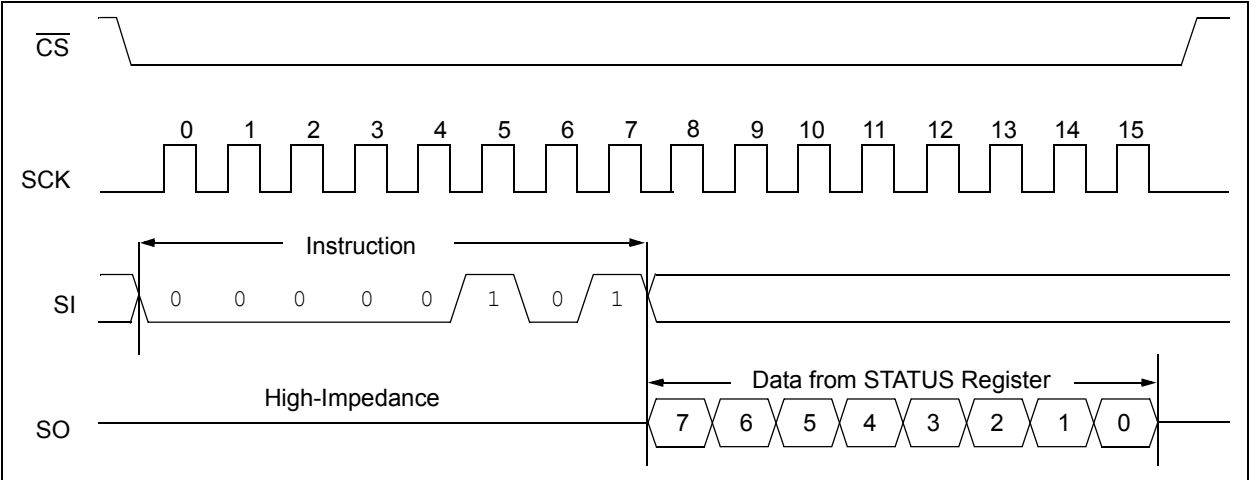 CS
0 1 2 3 4 5 6 7 8 9 10 11 12 13 14 15
SCK
Instruction
SI 0 0 0 0 0 1 0 1
Data from STATUS Register
High-Impedance
SO 7 6 5 4 3 2 1 0